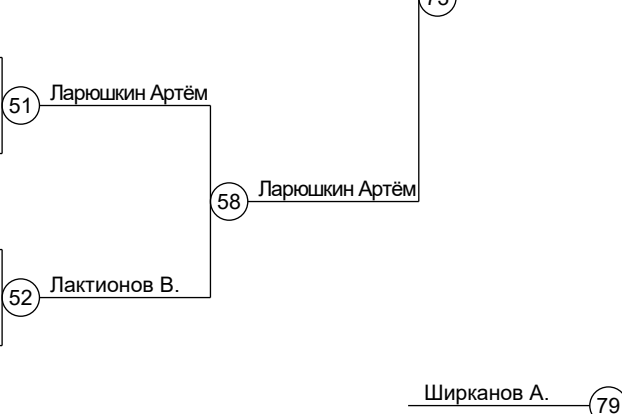 51 Ларюшкин Артём
58 Ларюшкин Артём
52 Лактионов В.
Ширканов А. 79